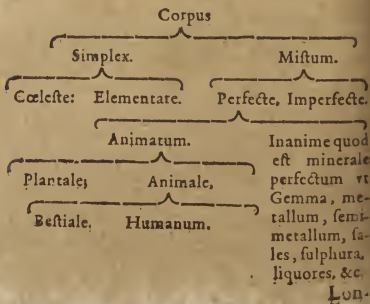 Corpus
Simplex. Miſtum.
Cœleſte: Elementare. Perfecte, Imperfecte.
Animatum. Inanime quod
eſt minerale
Plantale; Animale, perfectum vt
Gemma, me-
Beſtiale. Humanum. tallum, ſemi-
metallum, ſa-
les, ſulphura,
liquores, &c.
Lon-